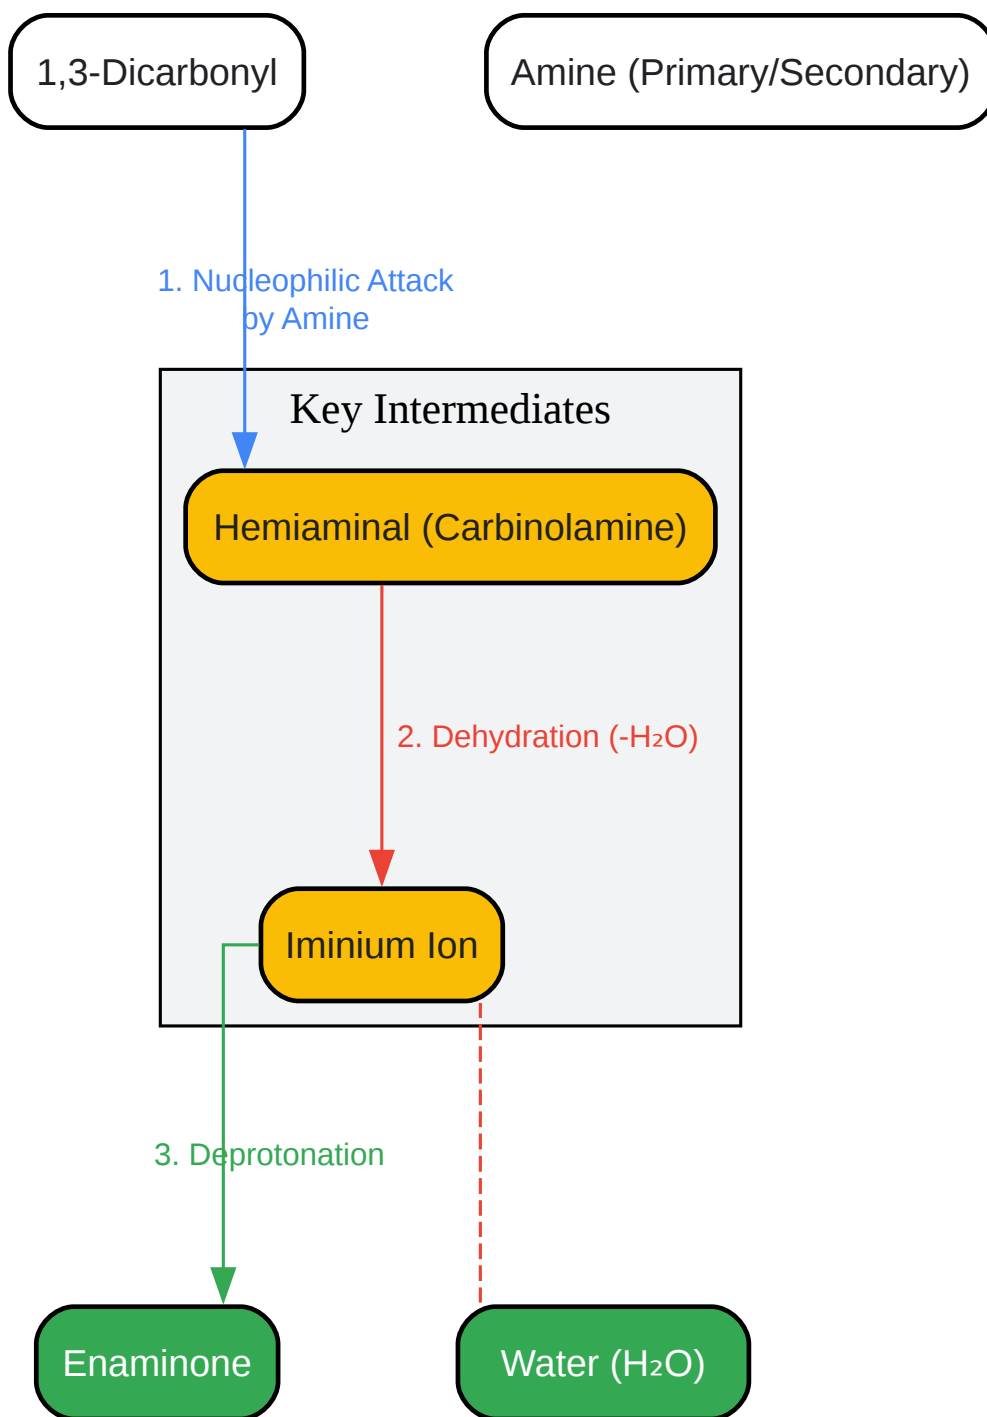 1,3-Dicarbonyl
Amine (Primary/Secondary)
1. Nucleophilic Attack
by Amine
Key Intermediates
Hemiaminal (Carbinolamine)
2. Dehydration (-H₂O)
Iminium Ion
3. Deprotonation
Enaminone
Water (H₂O)